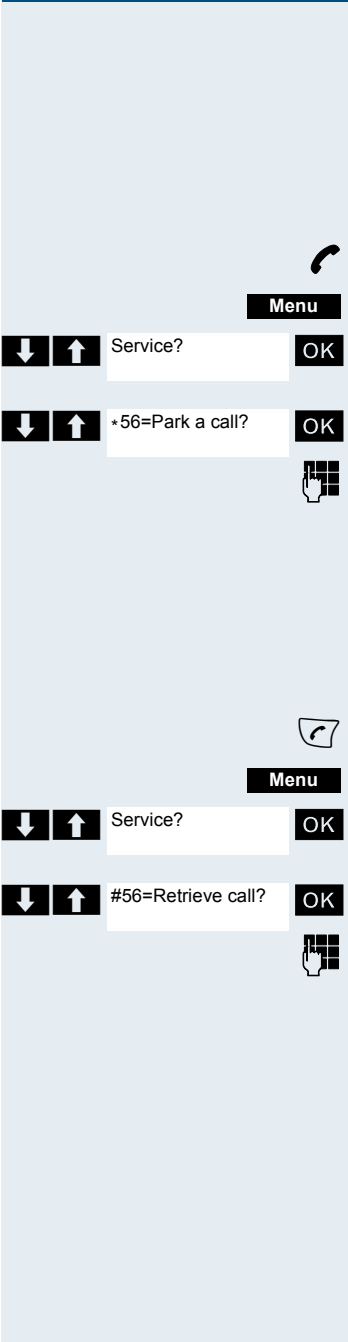 Menu
Service? OK
*56=Park a call? OK
Menu
Service? OK
#56=Retrieve call? OK